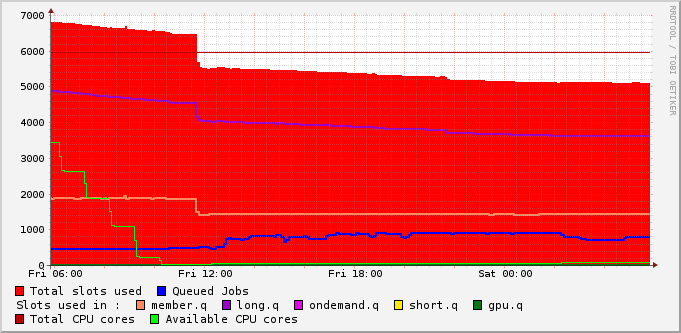 7000
6000
5000
4000
3000
2000
1000
0
Fri 06:00 Fri 12:00 Fri 18:00 Sat 00:00
RRDTOOL / TOBI OETIKER
Total slots used Queued Jobs
Slots used in : member.q long.q ondemand.q short.q gpu.q
Total CPU cores Available CPU cores